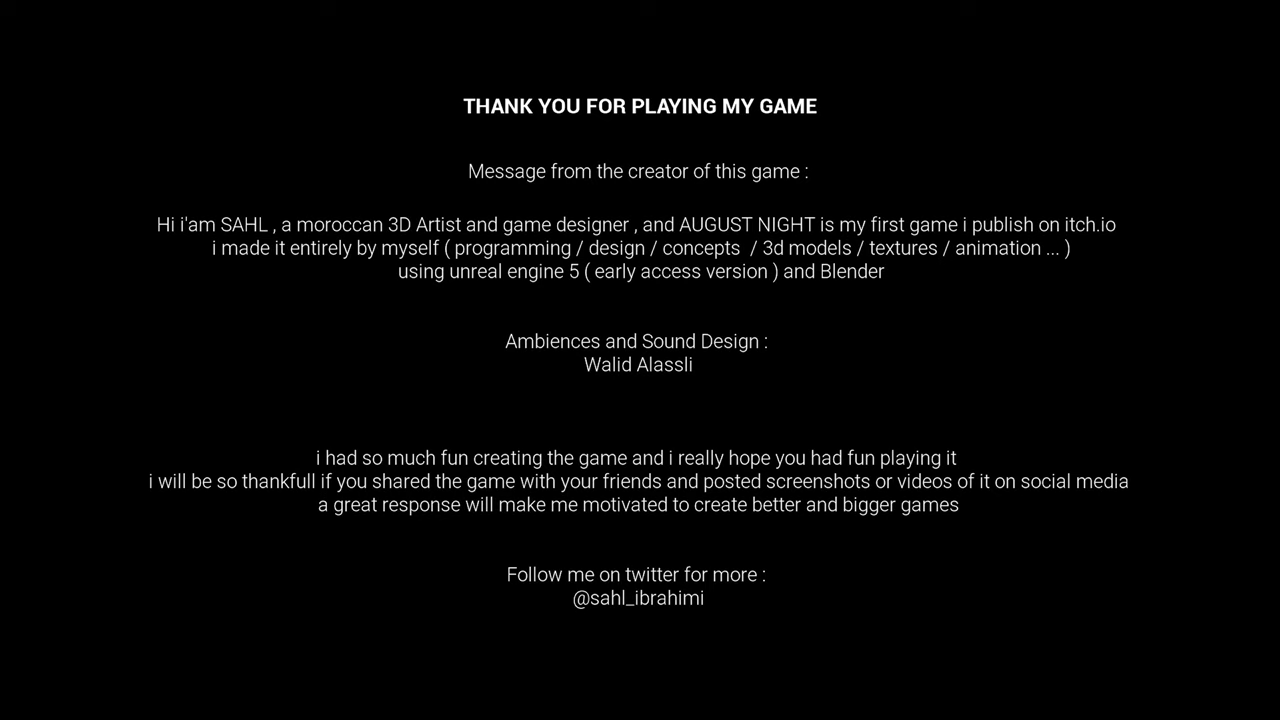 THANK YOU FOR PLAYING MY GAME
Message from the creator of this game :
Hi i'am SAHL , a moroccan 3D Artist and game designer , and AUGUST NIGHT is my first game i publish on itch.io
i made it entirely by myself ( programming / design / concepts  / 3d models / textures / animation ... )
using unreal engine 5 ( early access version ) and Blender
Ambiences and Sound Design :
Walid Alassli
i had so much fun creating the game and i really hope you had fun playing it
i will be so thankfull if you shared the game with your friends and posted screenshots or videos of it on social media
a great response will make me motivated to create better and bigger games
Follow me on twitter for more :
@sahl_ibrahimi